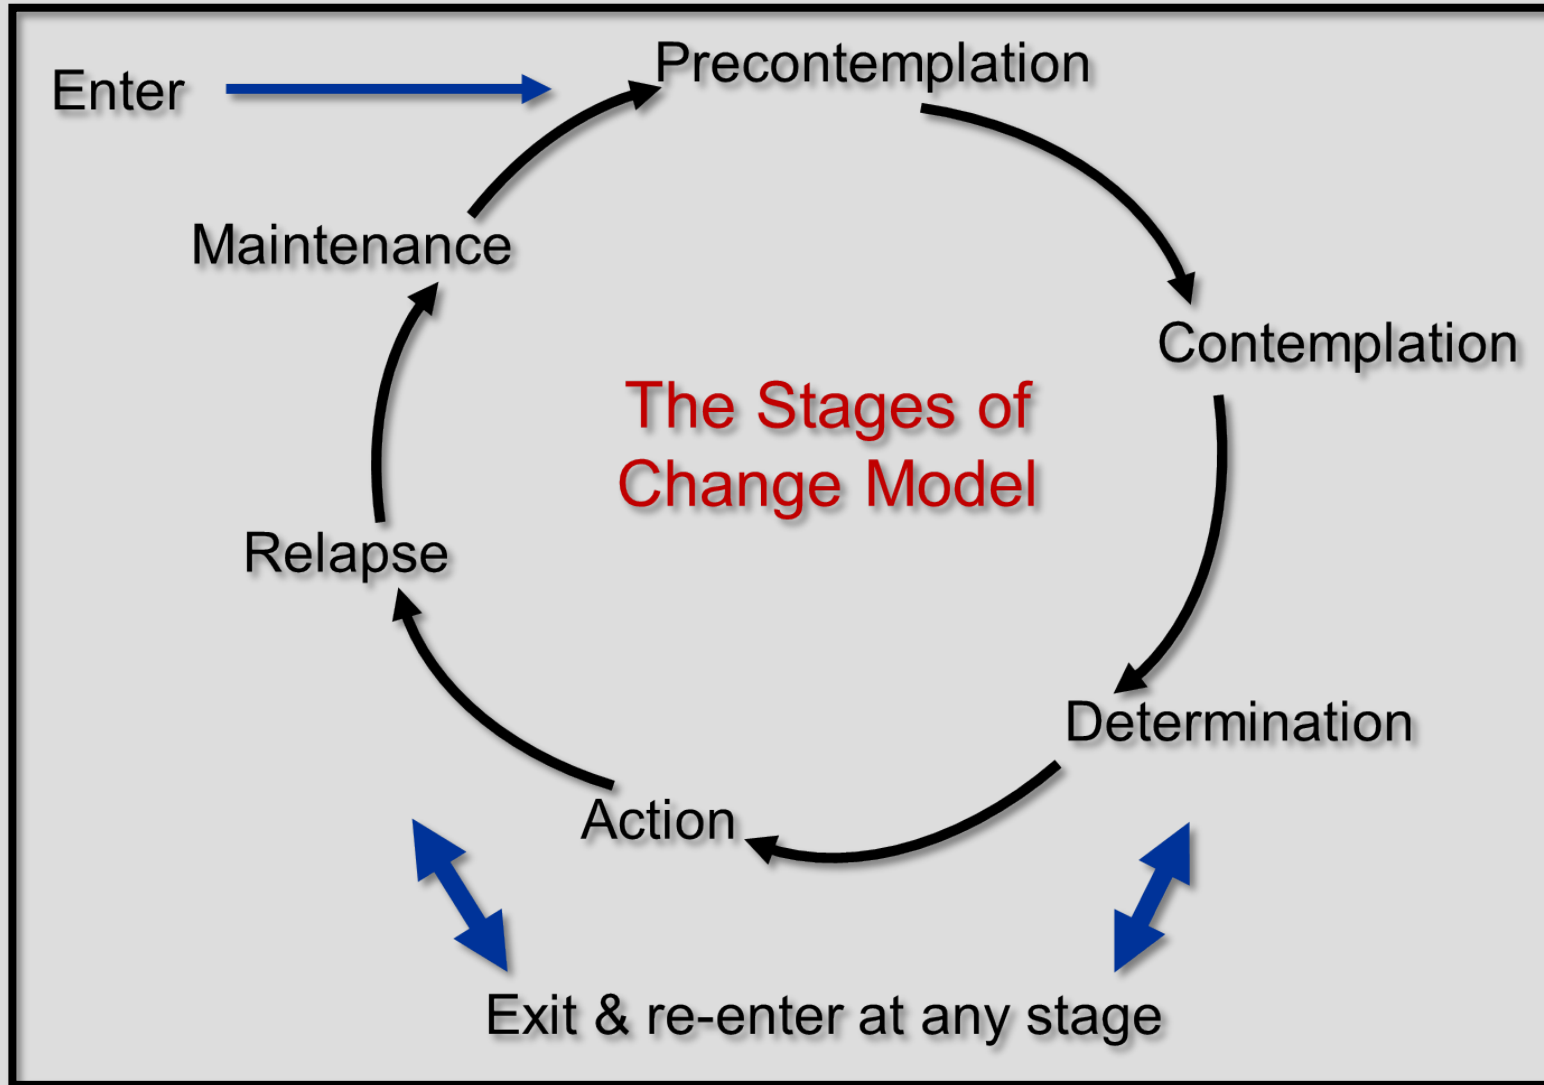 Enter
Precontemplation
Maintenance
Contemplation
The Stages of
Change Model
Relapse
Determination
Action
Exit & re-enter at any stage